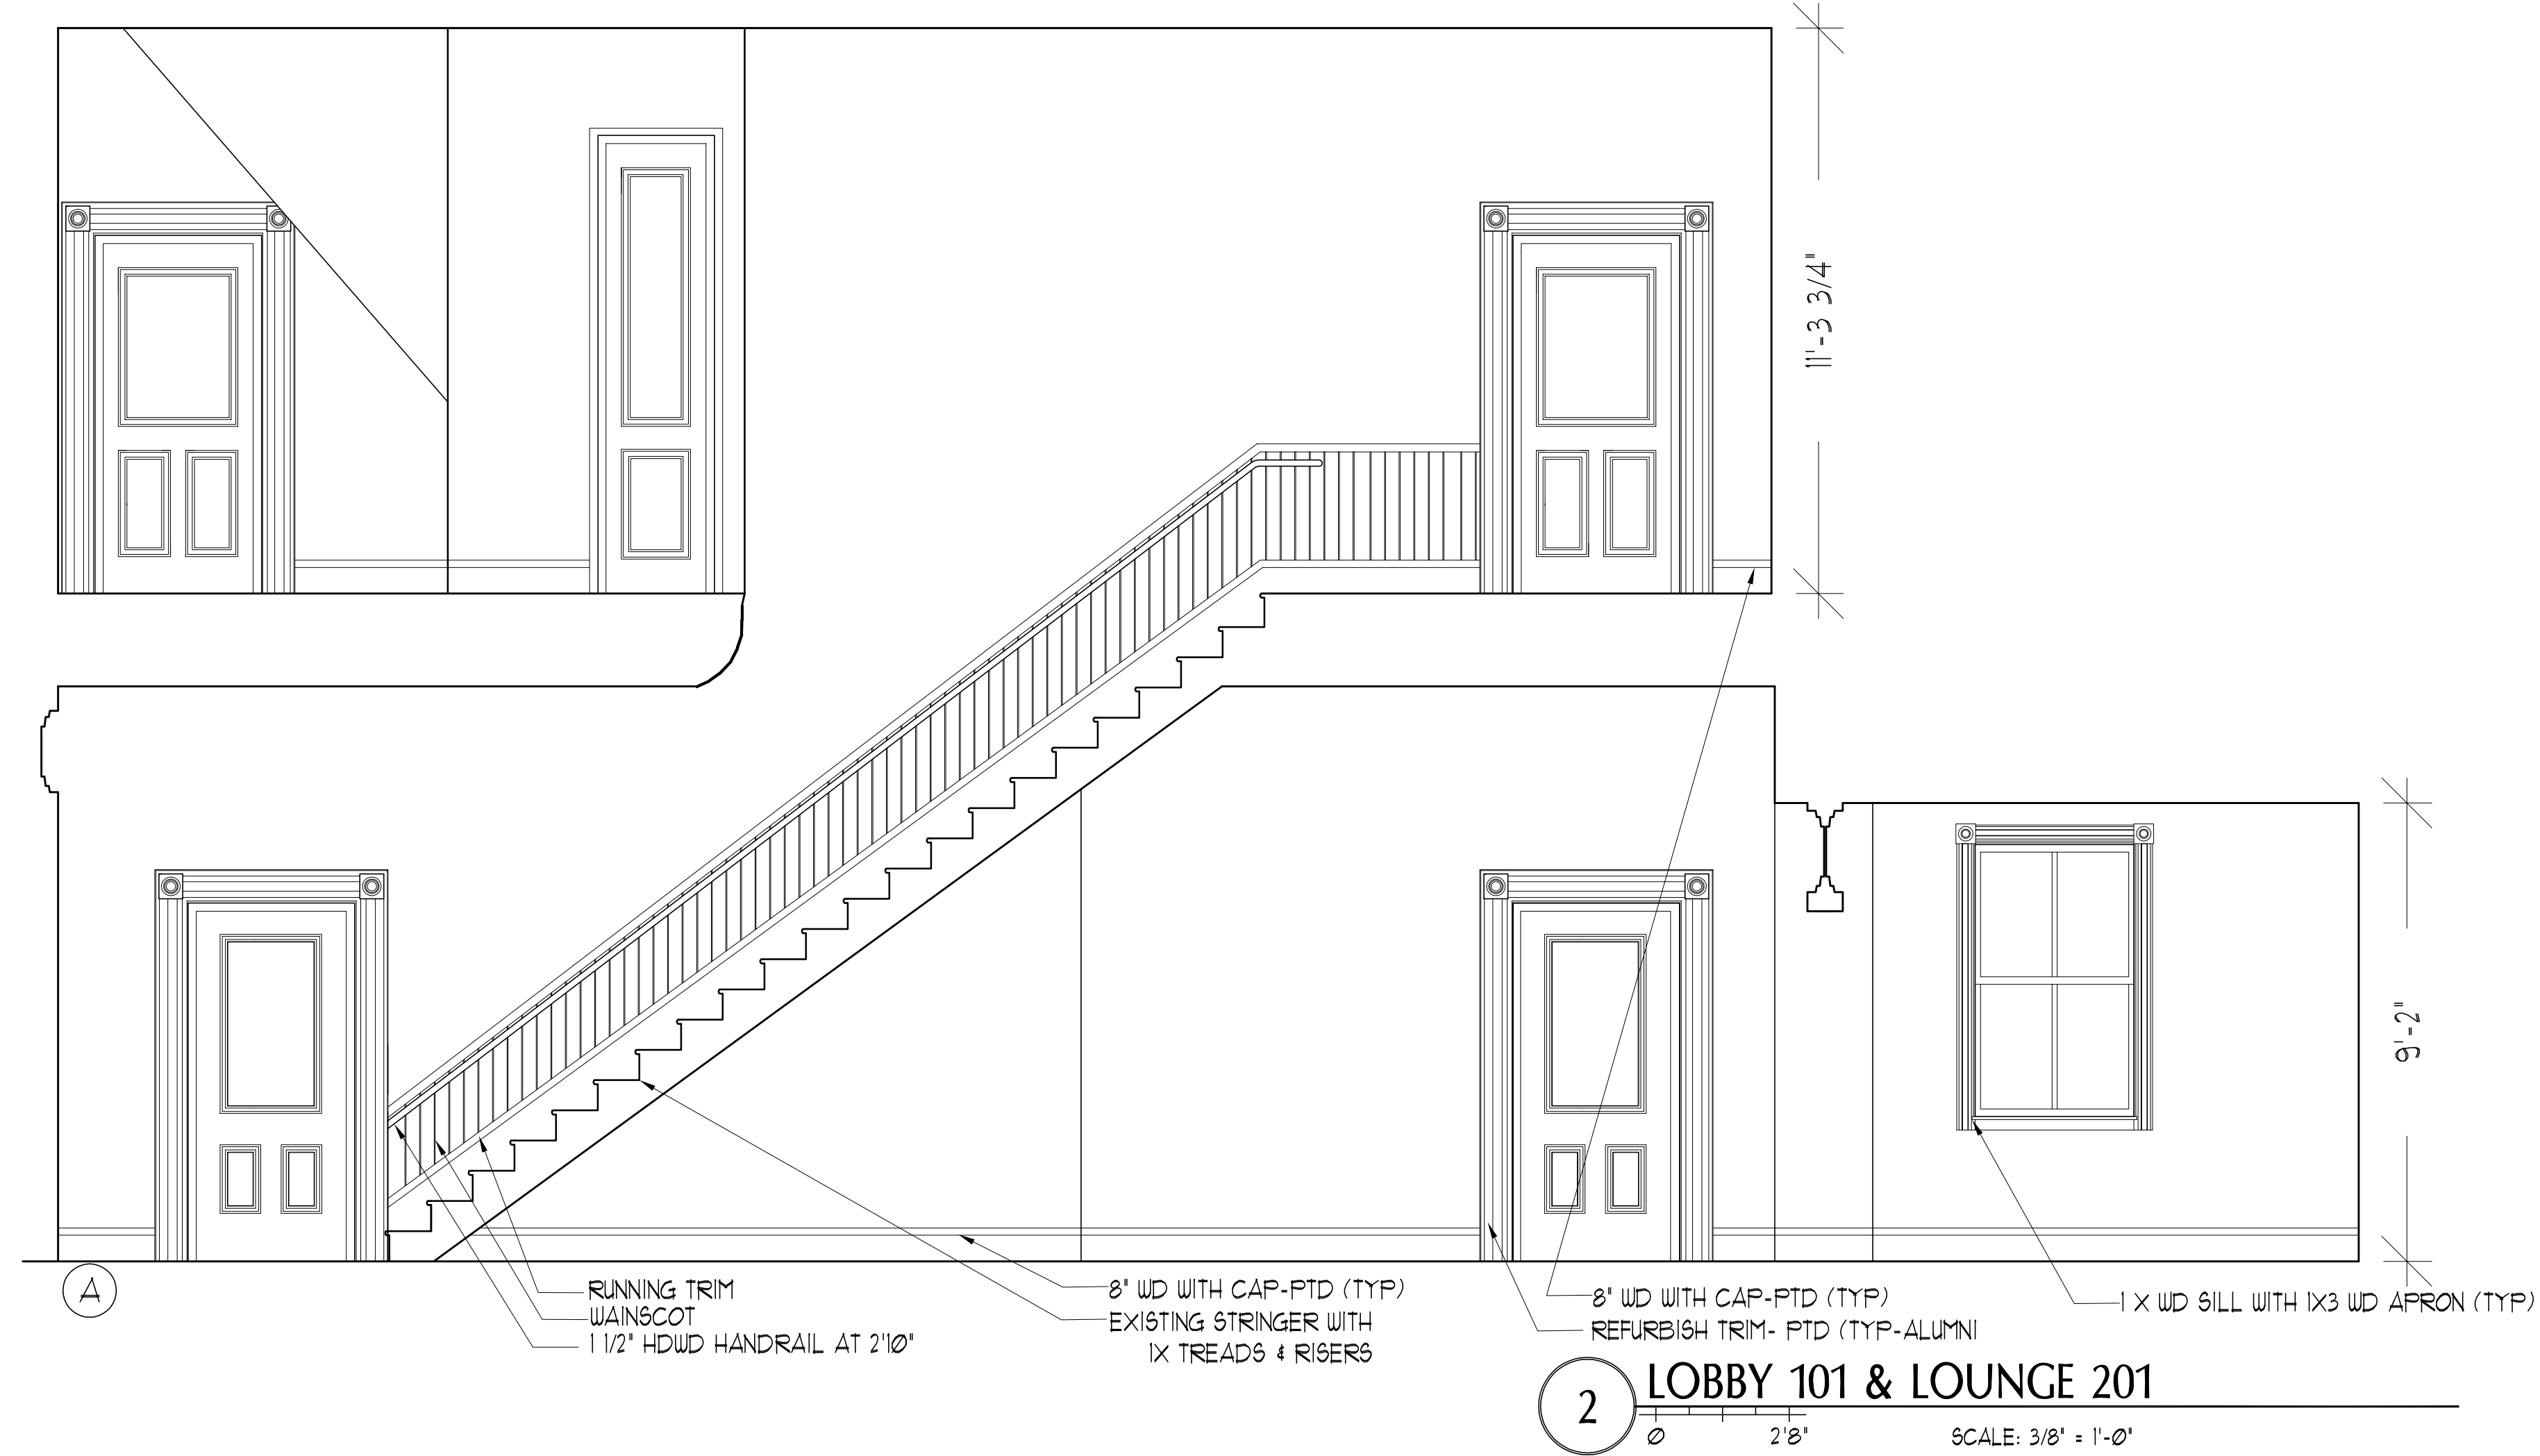 11'-3 3/4"
9'-2"
A
RUNNING TRIM
WAINSCOT
1 1/2" HDWD HANDRAIL AT 2'10"
8" WD WITH CAP-PTD (TYP)
EXISTING STRINGER WITH
1X TREADS & RISERS
8" WD WITH CAP-PTD (TYP)
REFURBISH TRIM- PTD (TYP-ALUMNI
1 X WD SILL WITH 1X3 WD APRON (TYP)
2
LOBBY 101 & LOUNGE 201
0 2'8"
SCALE: 3/8" = 1'-0"